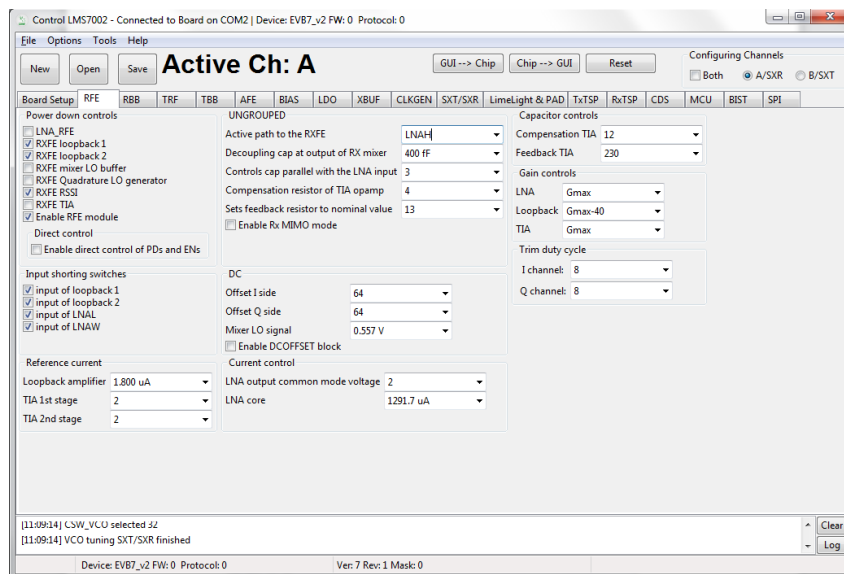 Control LMS7002 - Connected to Board on COM2 | Device: EVB7_v2 FW: 0 Protocol: 0
File Options Tools Help
New Open Save Active Ch: A GUI --> Chip Chip --> GUI Reset
Configuring Channels
Both A/SXR B/SXT
Board Setup RFE RBB TRF TBB AFE BIAS LDO XBUF CLKGEN SXT/SXR LimeLight & PAD TxTSP RxTSP CDS MCU BIST SPI
Power down controls
LNA_RFE
RXFE loopback 1
RXFE loopback 2
RXFE mixer LO buffer
RXFE Quadrature LO generator
RXFE RSSI
RXFE TIA
Enable RFE module
Direct control
Enable direct control of PDs and ENs
UNGROUPED
Active path to the RXFE LNAH
Decoupling cap at output of RX mixer 400 fF
Controls cap parallel with the LNA input 3
Compensation resistor of TIA opamp 4
Sets feedback resistor to nominal value 13
Enable Rx MIMO mode
Capacitor controls
Compensation TIA 12
Feedback TIA 230
Gain controls
LNA Gmax
Loopback Gmax-40
TIA Gmax
Trim duty cycle
I channel: 8
Q channel: 8
Input shorting switches
input of loopback 1
input of loopback 2
input of LNAL
input of LNAW
DC
Offset I side 64
Offset Q side 64
Mixer LO signal 0.557 V
Enable DCOFFSET block
Reference current
Loopback amplifier 1.800 uA
TIA 1st stage 2
TIA 2nd stage 2
Current control
LNA output common mode voltage 2
LNA core 1291.7 uA
[11:09:14] CSW_VCO selected 32
[11:09:14] VCO tuning SXT/SXR finished
Clear
Log
Device: EVB7_v2 FW: 0 Protocol: 0 Ver: 7 Rev: 1 Mask: 0